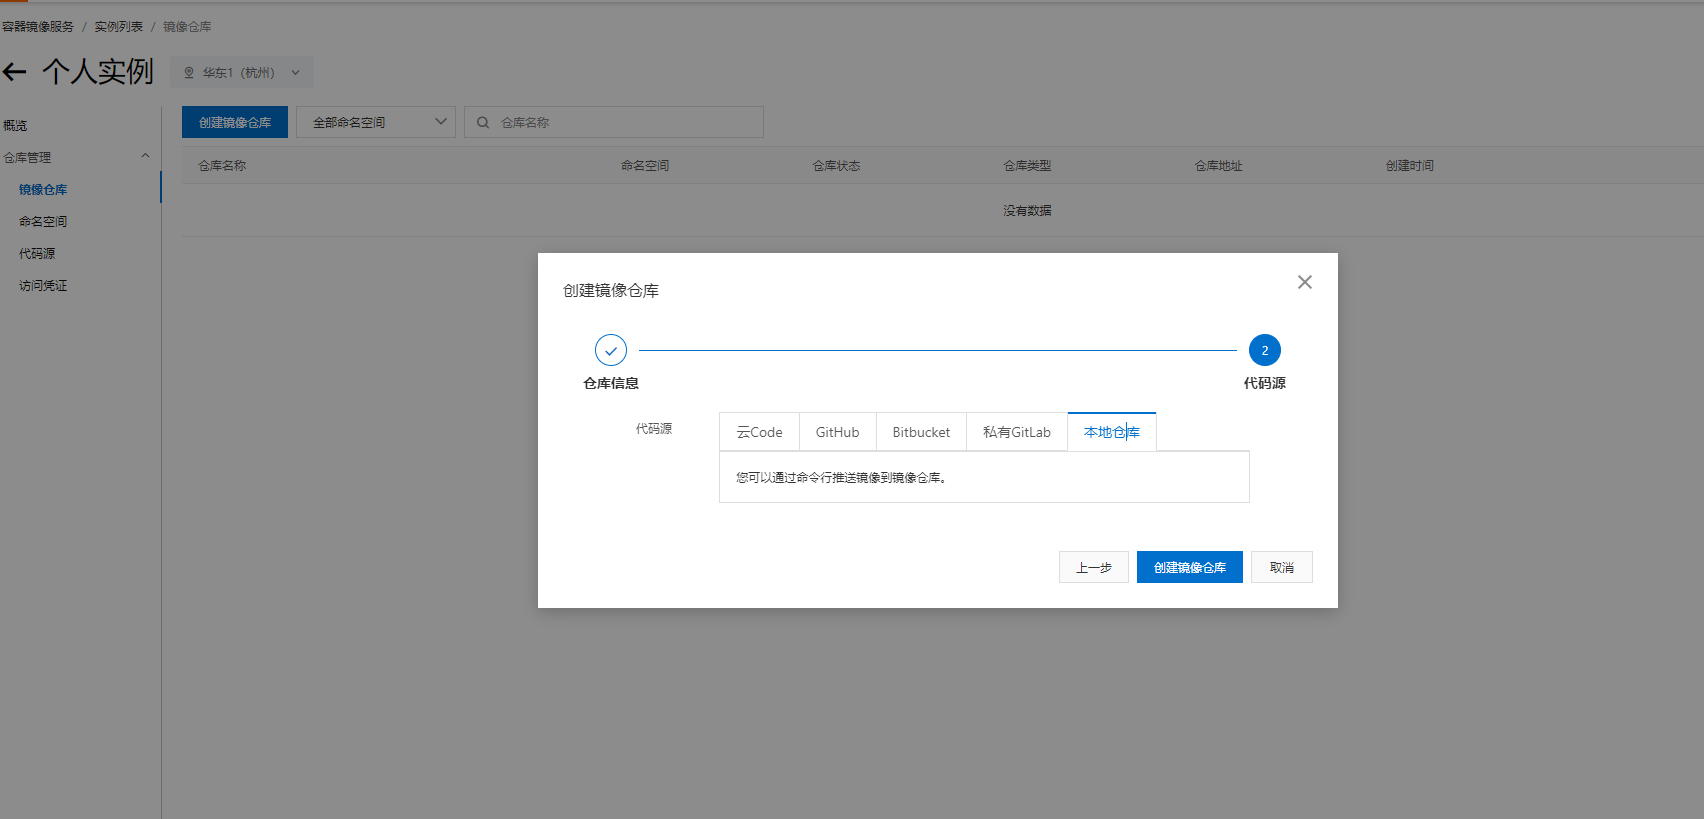 容器镜像服务 / 实例列表 / 镜像仓库
个人实例 华东1（杭州）
概览
仓库管理
镜像仓库
命名空间
代码源
访问凭证
创建镜像仓库 全部命名空间 仓库名称
仓库名称 命名空间 仓库状态 仓库类型 仓库地址 创建时间
没有数据
创建镜像仓库
2
仓库信息 代码源
代码源 云Code GitHub Bitbucket 私有GitLab 本地仓库
您可以通过命令行推送镜像到镜像仓库。
上一步 创建镜像仓库 取消